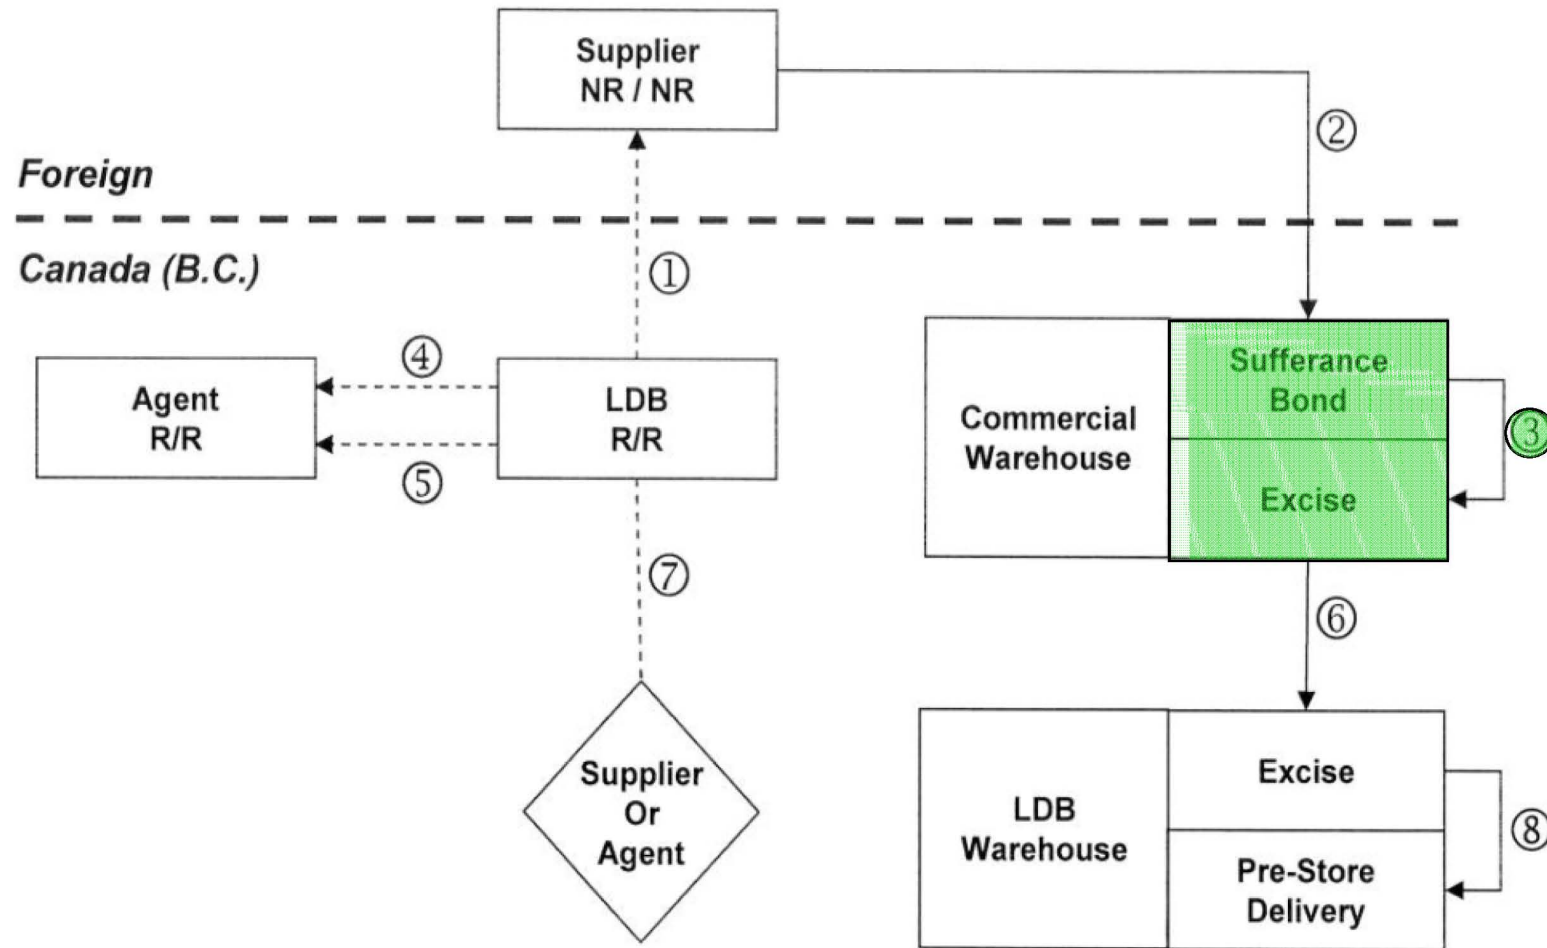 Supplier
NR / NR
②
Foreign
Canada (B.C.)
①
④
Agent
R/R
LDB
R/R
⑤
Commercial
Warehouse
Sufferance
Bond
Excise
③
⑦
⑥
Supplier
Or
Agent
LDB
Warehouse
Excise
Pre-Store
Delivery
⑧